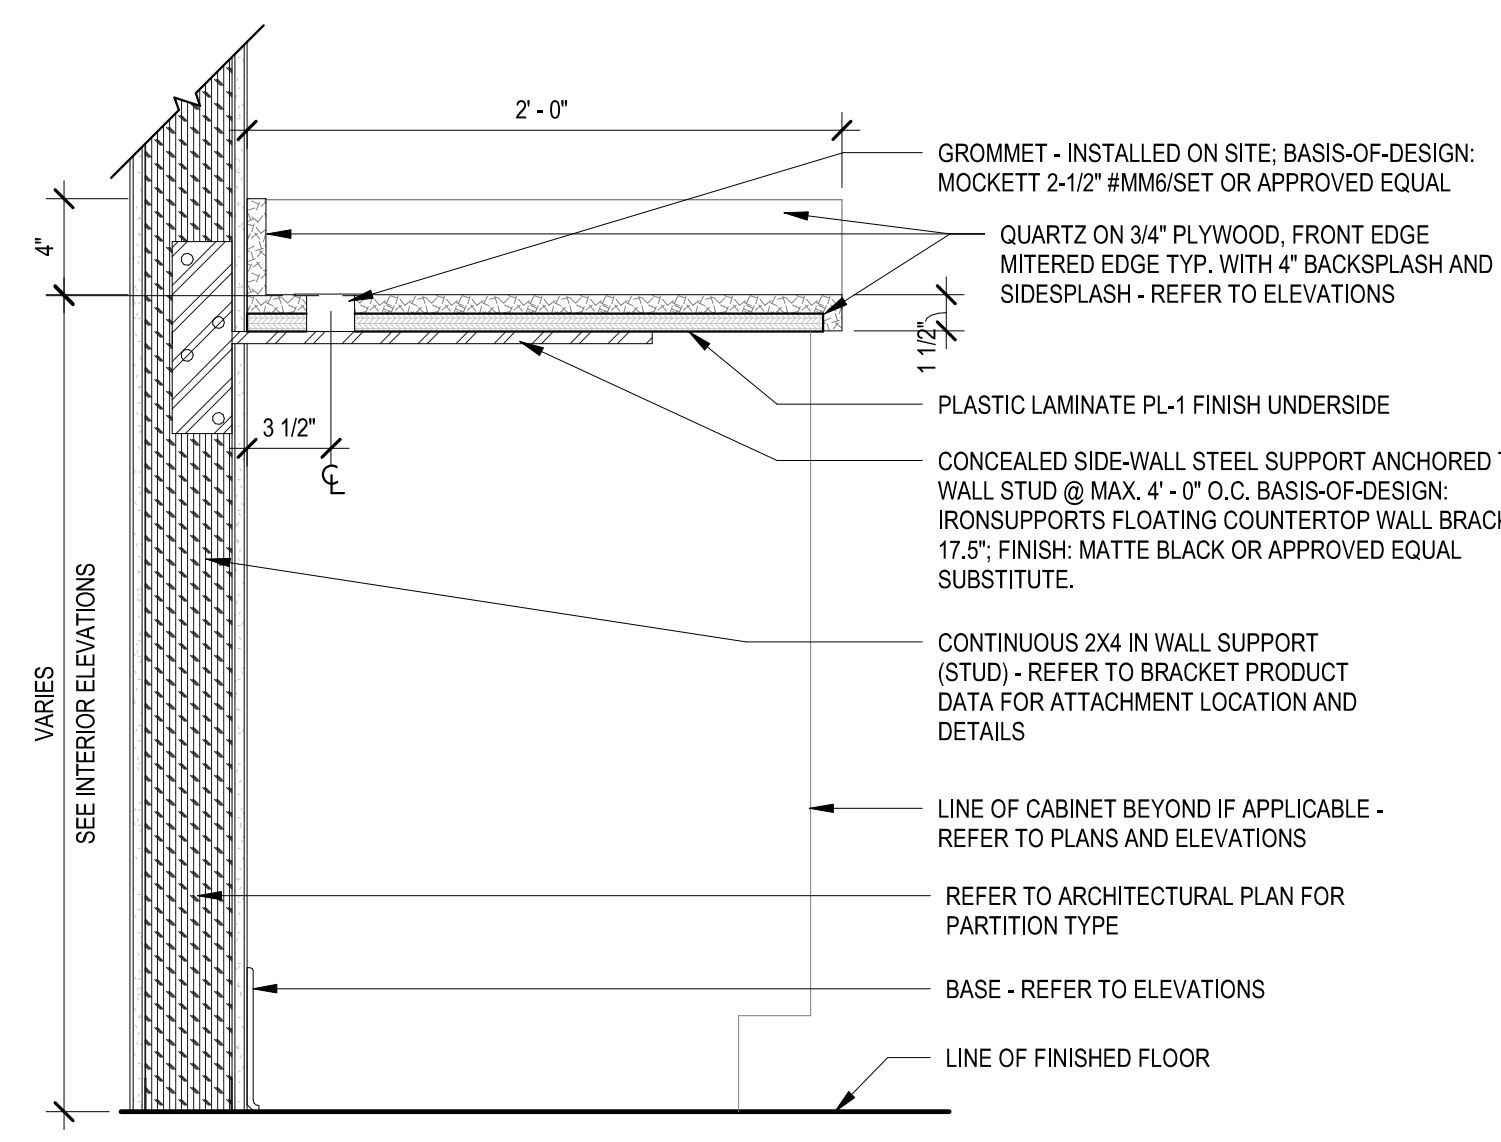 2' - 0"
GROMMET - INSTALLED ON SITE; BASIS-OF-DESIGN:
MOCKETT 2-1/2" #MM6/SET OR APPROVED EQUAL
4"
QUARTZ ON 3/4" PLYWOOD, FRONT EDGE
MITERED EDGE TYP. WITH 4" BACKSPLASH AND
SIDESPLASH - REFER TO ELEVATIONS
1 1/2"
PLASTIC LAMINATE PL-1 FINISH UNDERSIDE
3 1/2"
CL
CONCEALED SIDE-WALL STEEL SUPPORT ANCHORED
WALL STUD @ MAX. 4' - 0" O.C. BASIS-OF-DESIGN:
IRONSUPPORTS FLOATING COUNTERTOP WALL
17.5"; FINISH: MATTE BLACK OR APPROVED EQUAL
SUBSTITUTE.
VARIES
SEE INTERIOR ELEVATIONS
CONTINUOUS 2X4 IN WALL SUPPORT
(STUD) - REFER TO BRACKET PRODUCT
DATA FOR ATTACHMENT LOCATION AND
DETAILS
LINE OF CABINET BEYOND IF APPLICABLE -
REFER TO PLANS AND ELEVATIONS
REFER TO ARCHITECTURAL PLAN FOR
PARTITION TYPE
BASE - REFER TO ELEVATIONS
LINE OF FINISHED FLOOR